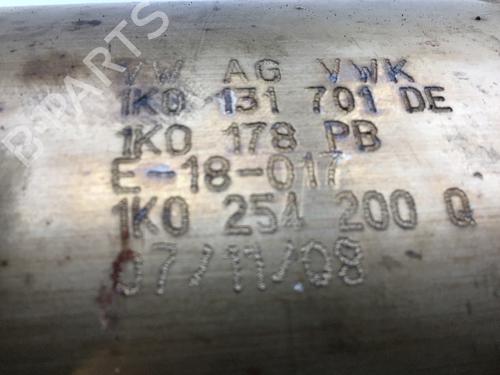 B-PARTS
VW AG VWK
1K0 131 701 DE
1K0 178 PB
E-18-017
1K0 254 200 Q
07/11/08